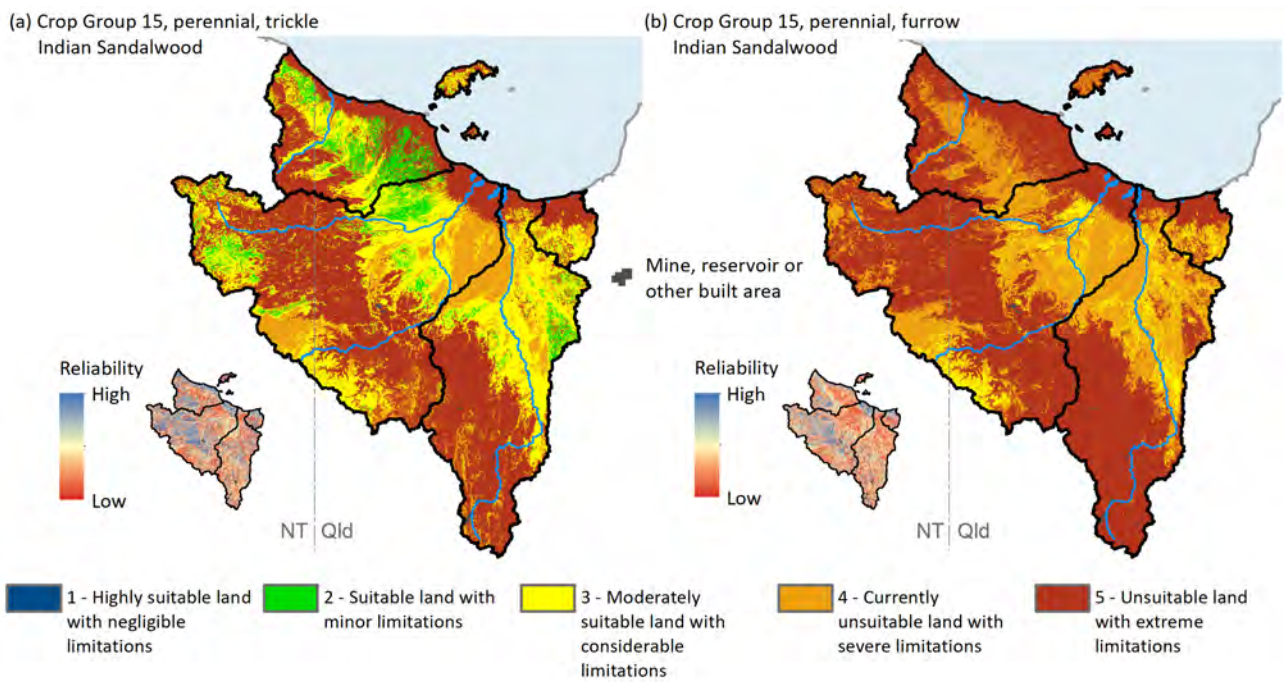 (a) Crop Group 15, perennial, trickle
Indian Sandalwood
(b) Crop Group 15, perennial, furrow
Indian Sandalwood
Mine, reservoir or
other built area
Reliability
High
Low
NT Qld
Reliability
High
Low
NT Qld
1 - Highly suitable land
with negligible
limitations
2 - Suitable land with
minor limitations
3 - Moderately
suitable land with
considerable
limitations
4 - Currently
unsuitable land with
severe limitations
5 - Unsuitable land
with extreme
limitations